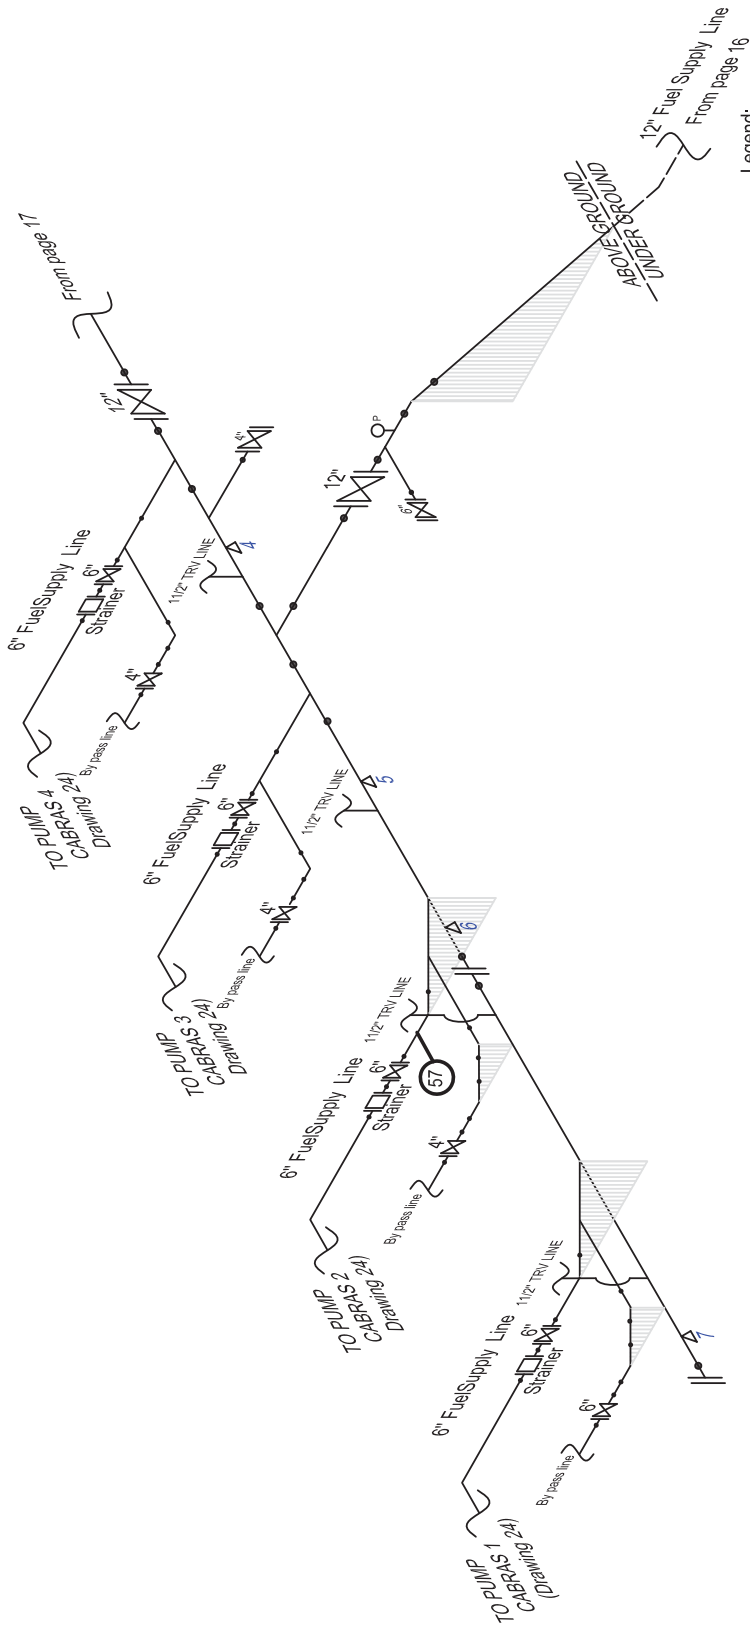 12" Fuel Supply Line
From page 16
Legend:
ABOVE GROUND
UNDER GROUND
From page 17
12"
4"
P
12"
6"
6" FuelSupply Line
6"
Strainer
11/2" TRV LINE
4
4"
By pass line
TO PUMP
CABRAS 4
Drawing 24)
6" FuelSupply Line
6"
Strainer
11/2" TRV LINE
5
4"
By pass line
TO PUMP
CABRAS 3
Drawing 24)
6
11/2" TRV LINE
6" FuelSupply Line
6"
Strainer
57
4"
By pass line
TO PUMP
CABRAS 2
Drawing 24)
11/2" TRV LINE
6" FuelSupply Line
6"
Strainer
7
6"
By pass line
TO PUMP
CABRAS 1
(Drawing 24)